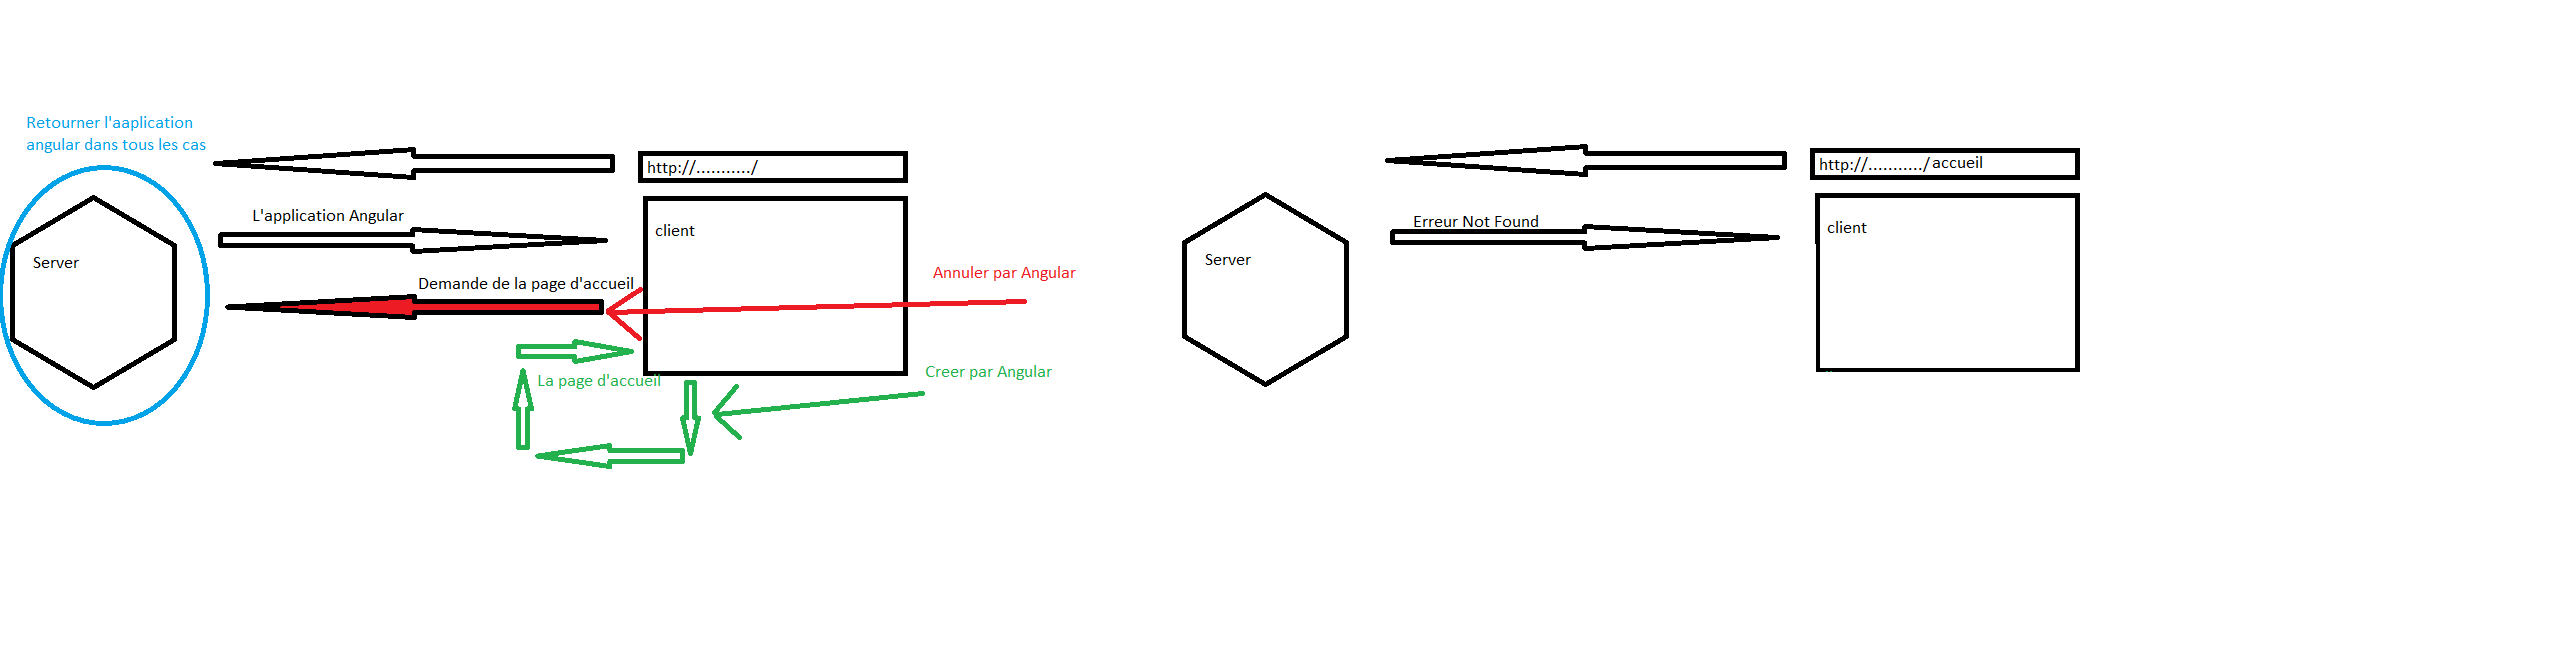 Retourner l'aaplication
angular dans tous les cas
http://.........../
L'application Angular
client
Server
Demande de la page d'accueil
Annuler par Angular
La page d'accueil
Creer par Angular
http://.........../ accueil
Erreur Not Found
client
Server